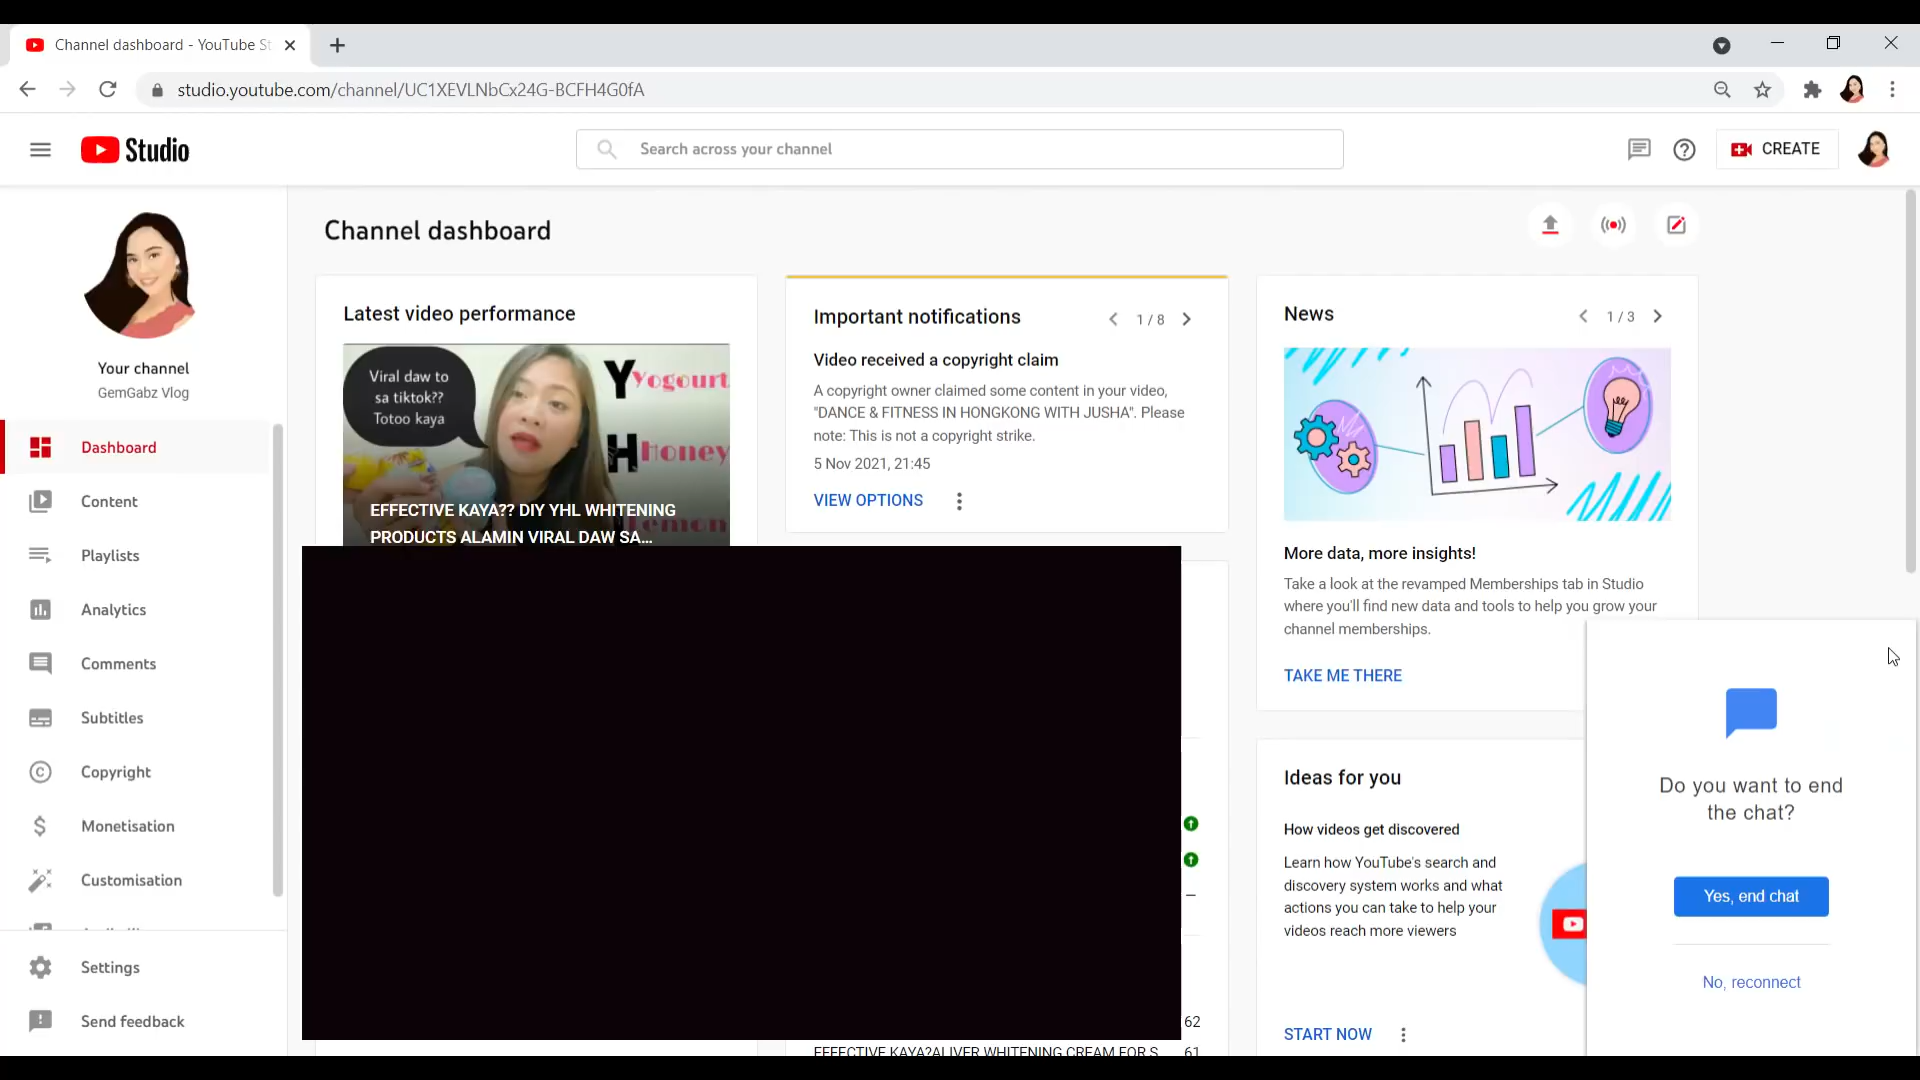 Channel dashboard - YouTube St
studio.youtube.com/channel/UC1XEVLNbCx24G-BCFH4G0fA
Studio
Search across your channel
CREATE
Your channel
GemGabz Vlog
Dashboard
Content
Playlists
Analytics
Comments
Subtitles
Copyright
Monetisation
Customisation
Settings
Send feedback
Channel dashboard
Latest video performance
Viral daw to
sa tiktok??
Totoo kaya
Yogourt
Honey
Lemon
EFFECTIVE KAYA?? DIY YHL WHITENING
PRODUCTS ALAMIN VIRAL DAW SA...
Important notifications
1 / 8
Video received a copyright claim
A copyright owner claimed some content in your video,
"DANCE & FITNESS IN HONGKONG WITH JUSHA". Please
note: This is not a copyright strike.
5 Nov 2021, 21:45
VIEW OPTIONS
62
EFFECTIVE KAYA?ALIVER WHITENING CREAM FOR S
61
News
1 / 3
More data, more insights!
Take a look at the revamped Memberships tab in Studio
where you'll find new data and tools to help you grow your
channel memberships.
TAKE ME THERE
Ideas for you
How videos get discovered
Learn how YouTube's search and
discovery system works and what
actions you can take to help your
videos reach more viewers
START NOW
Do you want to end
the chat?
Yes, end chat
No, reconnect